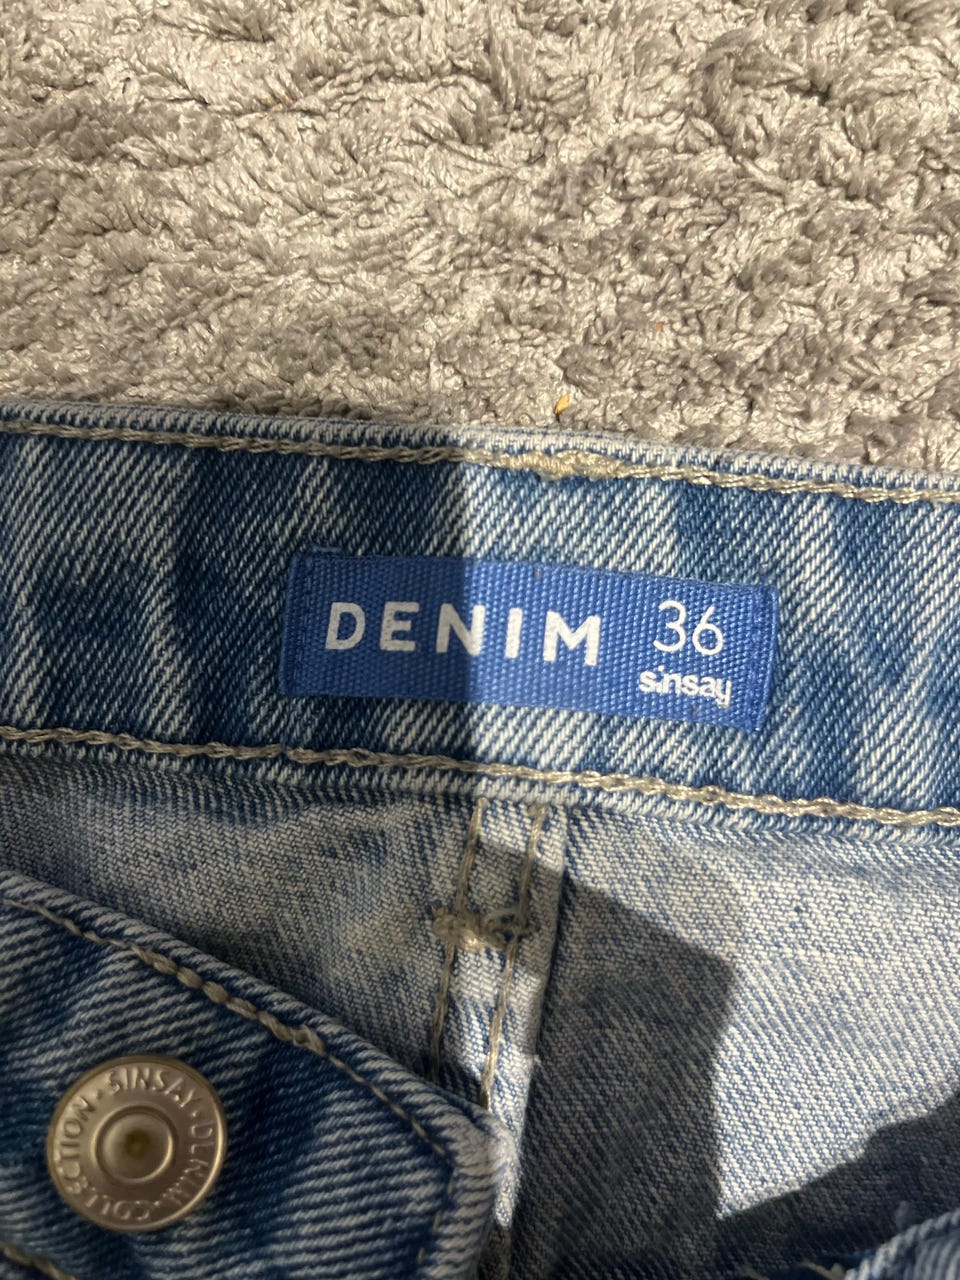 DENIM 36
sinsay
SINSAY • DENIM COLLECTION •